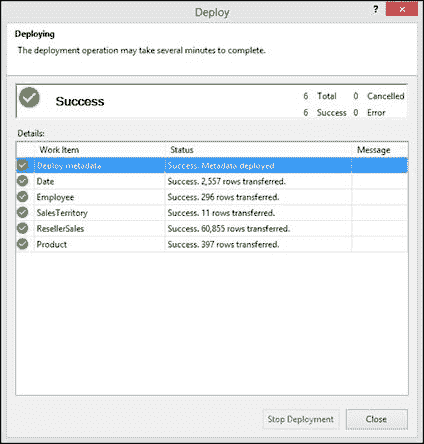 Deploy
? ×
Deploying
The deployment operation may take several minutes to complete.
Success
6 Total 0 Cancelled
6 Success 0 Error
Details:
Work Item Status Message
Deploy metadata Success. Metadata deployed.
Date Success. 2,557 rows transferred.
Employee Success. 296 rows transferred.
SalesTerritory Success. 11 rows transferred.
ResellerSales Success. 60,855 rows transferred.
Product Success. 397 rows transferred.
Stop Deployment Close